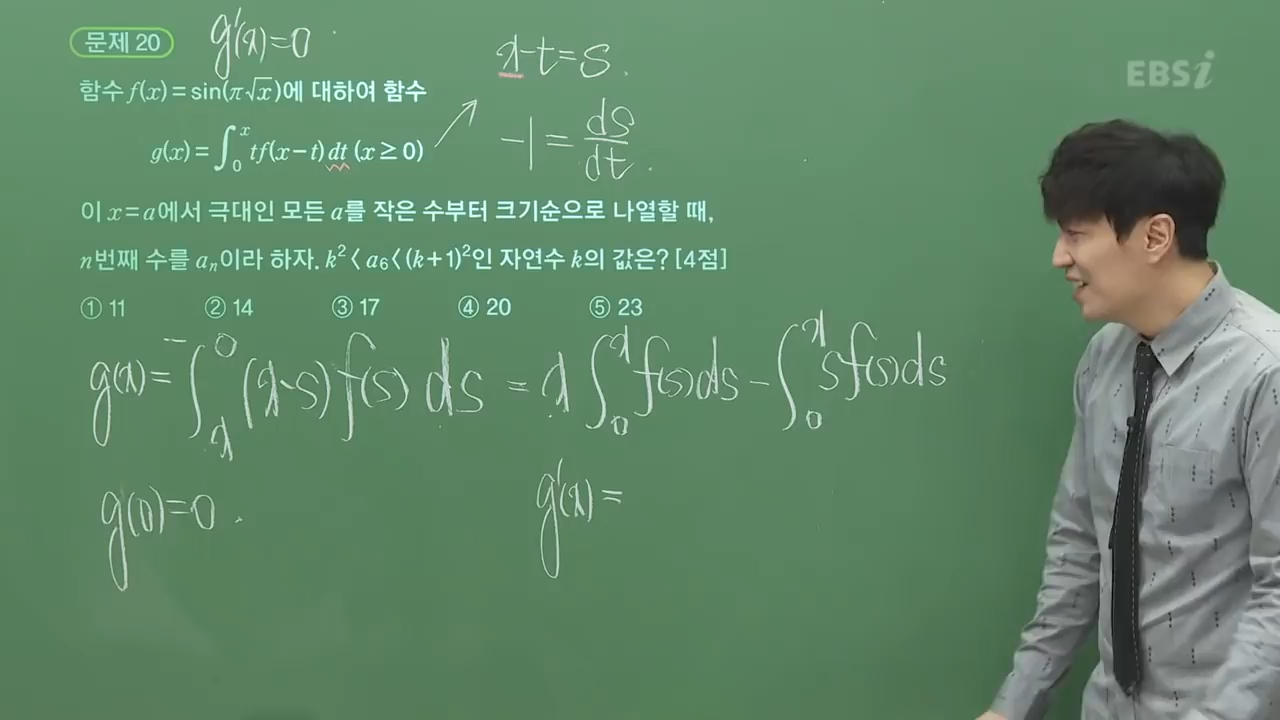 문제 20
g'(x)=0
x-t=s
EBSi
함수 f(x)=sin(π√x)에 대하여 함수
-1=ds/dt
g(x)=∫₀ˣ tf(x-t)dt (x≥0)
이 x=a에서 극대인 모든 a를 작은 수부터 크기순으로 나열할 때,
n번째 수를 aₙ이라 하자. k²<a₆<(k+1)²인 자연수 k의 값은? [4점]
① 11 ② 14 ③ 17 ④ 20 ⑤ 23
g(x)=-∫ₓ⁰ (x-s)f(s)ds = x∫₀ˣ f(s)ds-∫₀ˣ sf(s)ds
g(0)=0.
g'(x)=